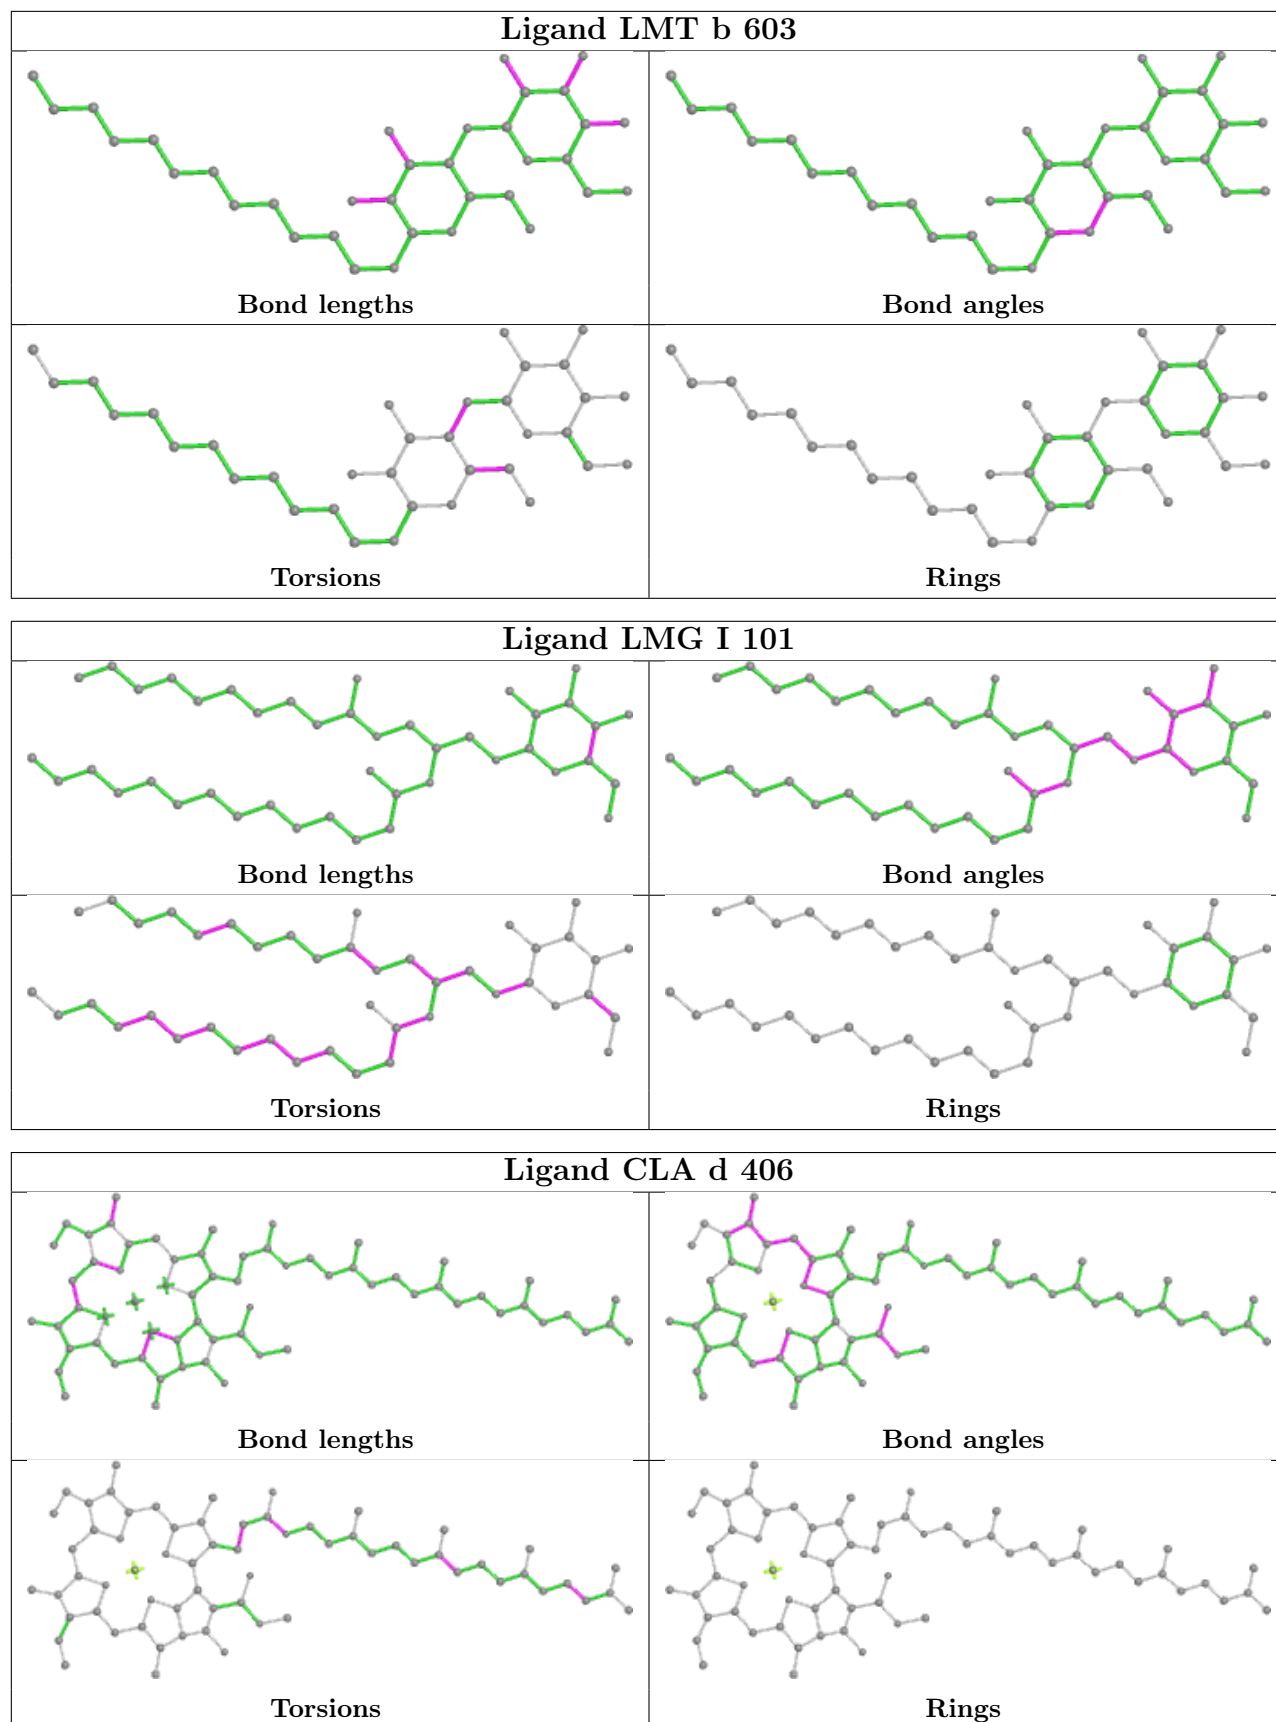 Ligand LMT b 603
Bond lengths
Bond angles
Torsions
Rings
Ligand LMG I 101
Bond lengths
Bond angles
Torsions
Rings
Ligand CLA d 406
Bond lengths
Bond angles
Torsions
Rings